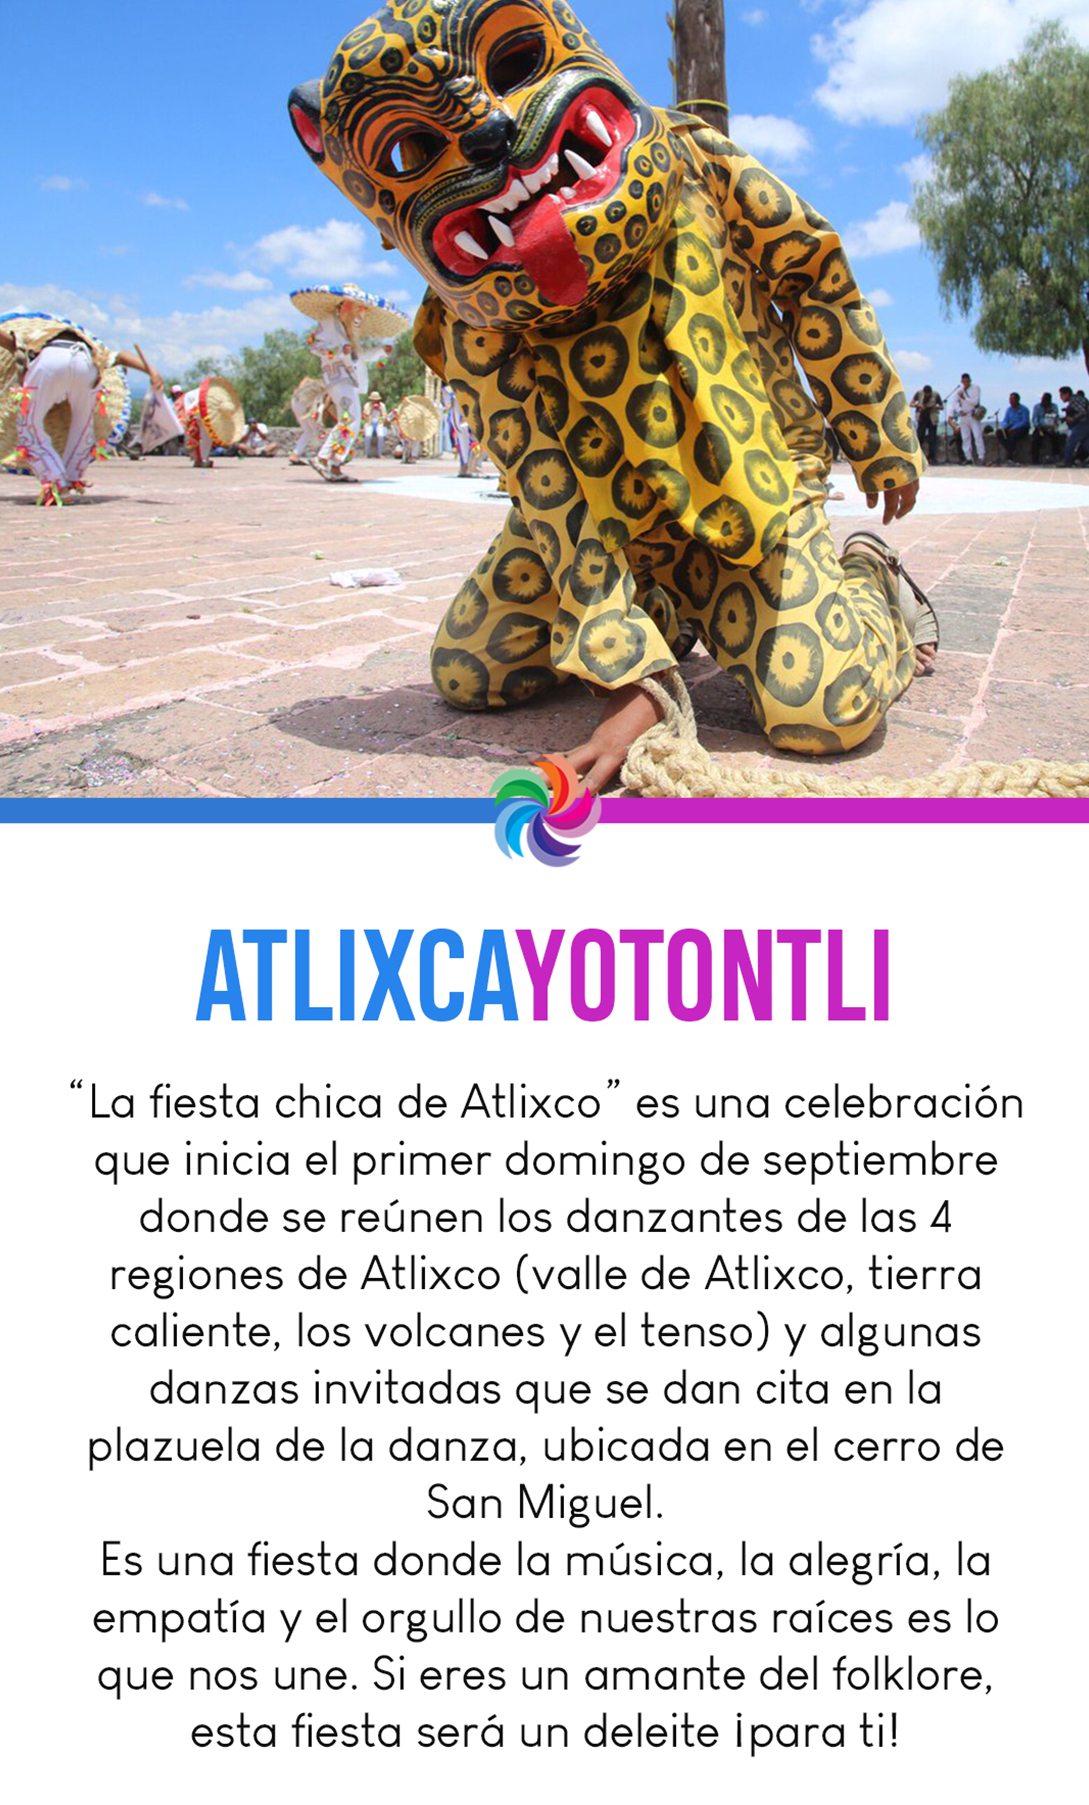 ATLIXCAYOTONTLI
“La fiesta chica de Atlixco” es una celebración
que inicia el primer domingo de septiembre
donde se reúnen los danzantes de las 4
regiones de Atlixco (valle de Atlixco, tierra
caliente, los volcanes y el tenso) y algunas
danzas invitadas que se dan cita en la
plazuela de la danza, ubicada en el cerro de
San Miguel.
Es una fiesta donde la música, la alegría, la
empatía y el orgullo de nuestras raíces es lo
que nos une. Si eres un amante del folklore,
esta fiesta será un deleite ¡para ti!